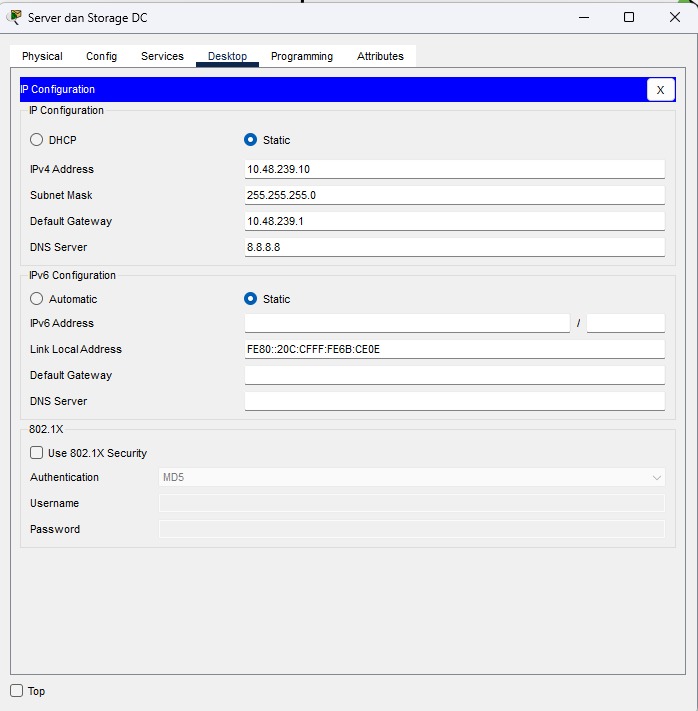 Server dan Storage DC
Physical Config Services Desktop Programming Attributes
IP Configuration X
IP Configuration
DHCP Static
IPv4 Address 10.48.239.10
Subnet Mask 255.255.255.0
Default Gateway 10.48.239.1
DNS Server 8.8.8.8
IPv6 Configuration
Automatic Static
IPv6 Address /
Link Local Address FE80::20C:CFFF:FE6B:CE0E
Default Gateway
DNS Server
802.1X
Use 802.1X Security
Authentication MD5
Username
Password
Top